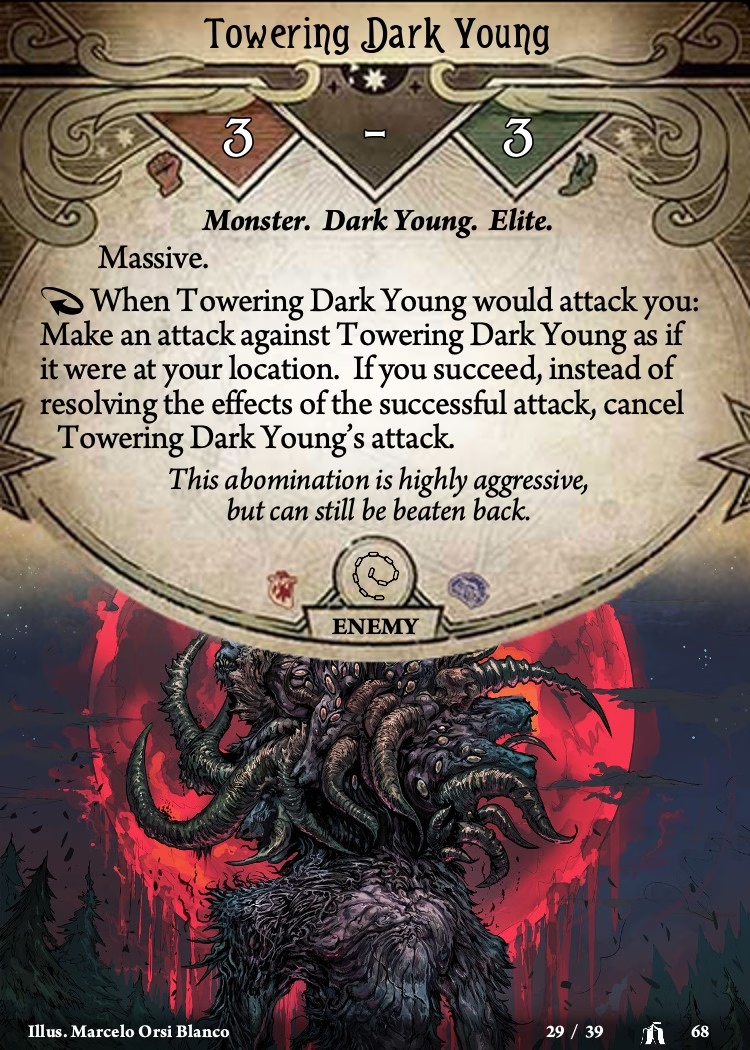 Towering Dark Young
3 – 3
Monster. Dark Young. Elite.
Massive.
When Towering Dark Young would attack you:
Make an attack against Towering Dark Young as if
it were at your location. If you succeed, instead of
resolving the effects of the successful attack, cancel
Towering Dark Young's attack.
This abomination is highly aggressive,
but can still be beaten back.
ENEMY
Illus. Marcelo Orsi Blanco 29 / 39 68